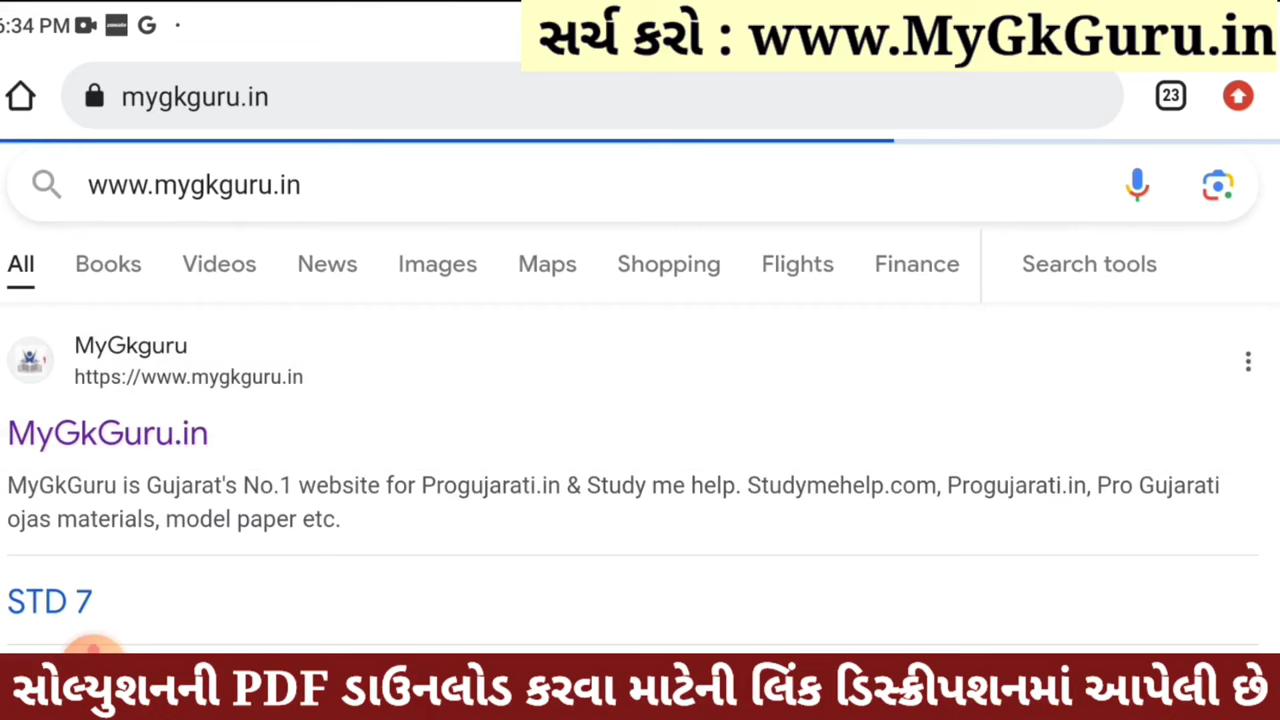 6:34 PM
સર્ચ કરો : www.MyGkGuru.in
mygkguru.in
23
www.mygkguru.in
All Books Videos News Images Maps Shopping Flights Finance Search tools
MyGkguru
https://www.mygkguru.in
MyGkGuru.in
MyGkGuru is Gujarat's No.1 website for Progujarati.in & Study me help. Studymehelp.com, Progujarati.in, Pro Gujarati
ojas materials, model paper etc.
STD 7
સોલ્યુશનની PDF ડાઉનલોડ કરવા માટેની લિંક ડિસ્ક્રીપશનમાં આપેલી છે